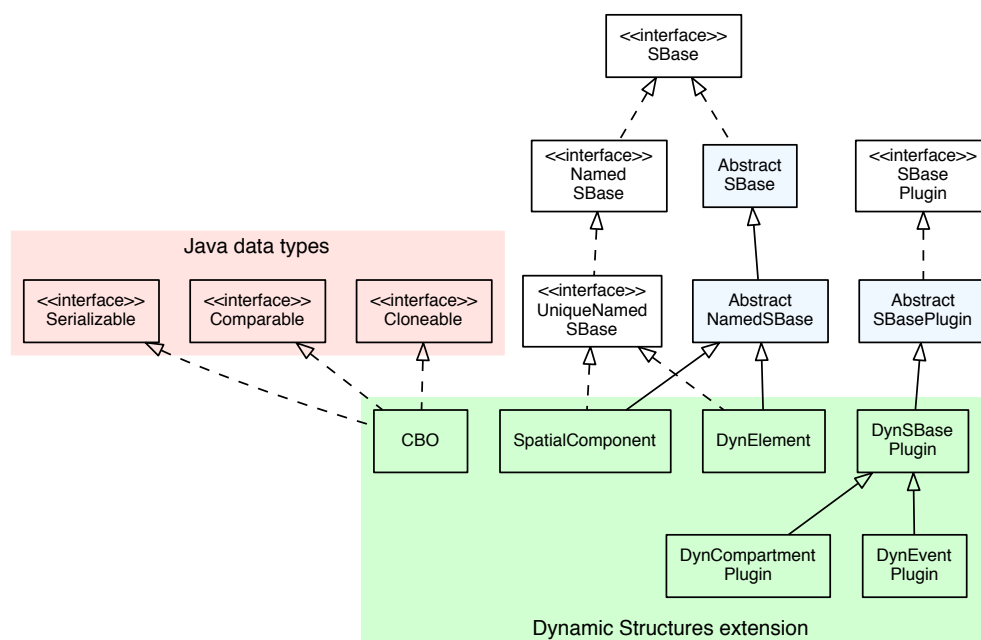 <<interface>>
SBase
<<interface>>
Named
SBase
Abstract
SBase
<<interface>>
SBase
Plugin
Java data types
<<interface>>
Serializable
<<interface>>
Comparable
<<interface>>
Cloneable
<<interface>>
UniqueNamed
SBase
Abstract
NamedSBase
Abstract
SBasePlugin
CBO
SpatialComponent
DynElement
DynSBase
Plugin
DynCompartment
Plugin
DynEvent
Plugin
Dynamic Structures extension